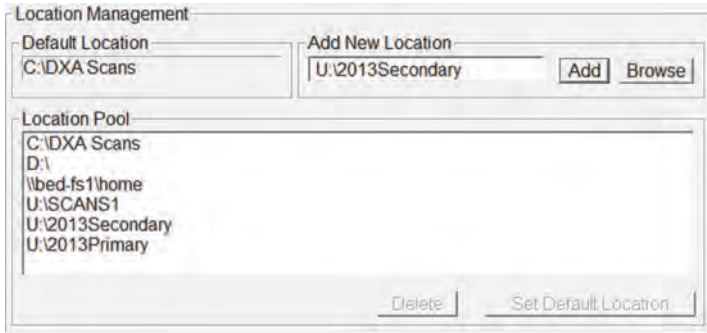 Location Management
Default Location
C:\DXA Scans
Add New Location
U:\2013Secondary
Add
Browse
Location Pool
C:\DXA Scans
D:\
\\bed-fs1\home
U:\SCANS1
U:\2013Secondary
U:\2013Primary
Delete
Set Default Location